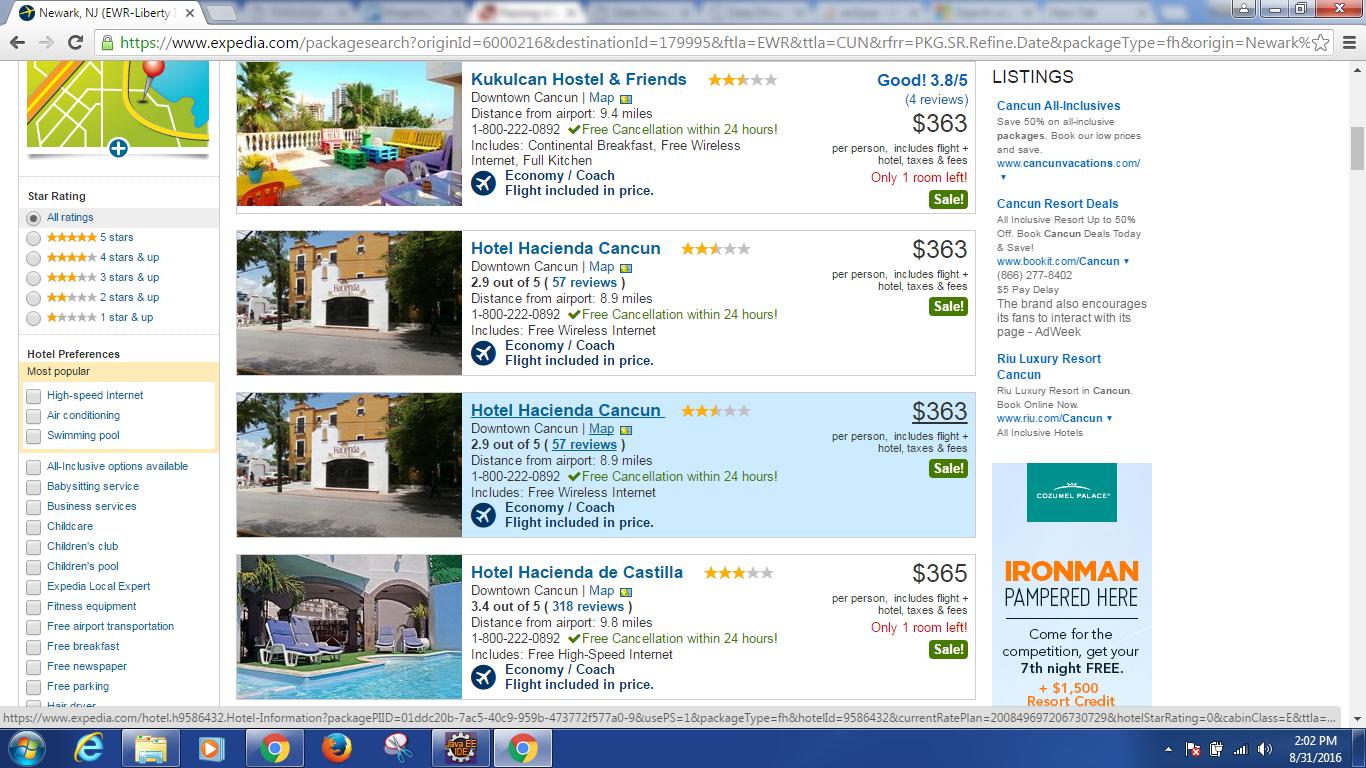 Newark, NJ (EWR-Liberty
https://www.expedia.com/packagesearch?originId=6000216&destinationId=179995&ftla=EWR&ttla=CUN&rfrr=PKG.SR.Refine.Date&packageType=fh&origin=Newark%
Star Rating
All ratings
5 stars
4 stars & up
3 stars & up
2 stars & up
1 star & up
Hotel Preferences
Most popular
High-speed Internet
Air conditioning
Swimming pool
All-Inclusive options available
Babysitting service
Business services
Childcare
Children's club
Children's pool
Expedia Local Expert
Fitness equipment
Free airport transportation
Free breakfast
Free newspaper
Free parking
Hair dryer
Kukulcan Hostel & Friends
Downtown Cancun | Map
Distance from airport: 9.4 miles
1-800-222-0892 Free Cancellation within 24 hours!
Includes: Continental Breakfast, Free Wireless
Internet, Full Kitchen
Economy / Coach
Flight included in price.
Good! 3.8/5
(4 reviews)
$363
per person, includes flight +
hotel, taxes & fees
Only 1 room left!
Sale!
Hacienda
Hotel Hacienda Cancun
Downtown Cancun | Map
2.9 out of 5 ( 57 reviews )
Distance from airport: 8.9 miles
1-800-222-0892 Free Cancellation within 24 hours!
Includes: Free Wireless Internet
Economy / Coach
Flight included in price.
$363
per person, includes flight +
hotel, taxes & fees
Sale!
Hacienda
Hotel Hacienda Cancun
Downtown Cancun | Map
2.9 out of 5 ( 57 reviews )
Distance from airport: 8.9 miles
1-800-222-0892 Free Cancellation within 24 hours!
Includes: Free Wireless Internet
Economy / Coach
Flight included in price.
$363
per person, includes flight +
hotel, taxes & fees
Sale!
Hotel Hacienda de Castilla
Downtown Cancun | Map
3.4 out of 5 ( 318 reviews )
Distance from airport: 9.8 miles
1-800-222-0892 Free Cancellation within 24 hours!
Includes: Free High-Speed Internet
Economy / Coach
Flight included in price.
$365
per person, includes flight +
hotel, taxes & fees
Only 1 room left!
Sale!
LISTINGS
Cancun All-Inclusives
Save 50% on all-inclusive
packages. Book our low prices
and save.
www.cancunvacations.com/
Cancun Resort Deals
All Inclusive Resort Up to 50%
Off. Book Cancun Deals Today
& Save!
www.bookit.com/Cancun
(866) 277-8402
$5 Pay Delay
The brand also encourages
its fans to interact with its
page - AdWeek
Riu Luxury Resort
Cancun
Riu Luxury Resort in Cancun.
Book Online Now.
www.riu.com/Cancun
All Inclusive Hotels
COZUMEL PALACE
IRONMAN
PAMPERED HERE
Come for the
competition, get your
7th night FREE.
+ $1,500
Resort Credit
https://www.expedia.com/hotel.h9586432.Hotel-Information?packagePIID=01ddc20b-7ac5-40c9-959b-473772f577a0-9&usePS=1&packageType=fh&hotelId=9586432&currentRatePlan=200849697206730729&hotelStarRating=0&cabinClass=E&ttla=...
Java EE
IDE
2:02 PM
8/31/2016